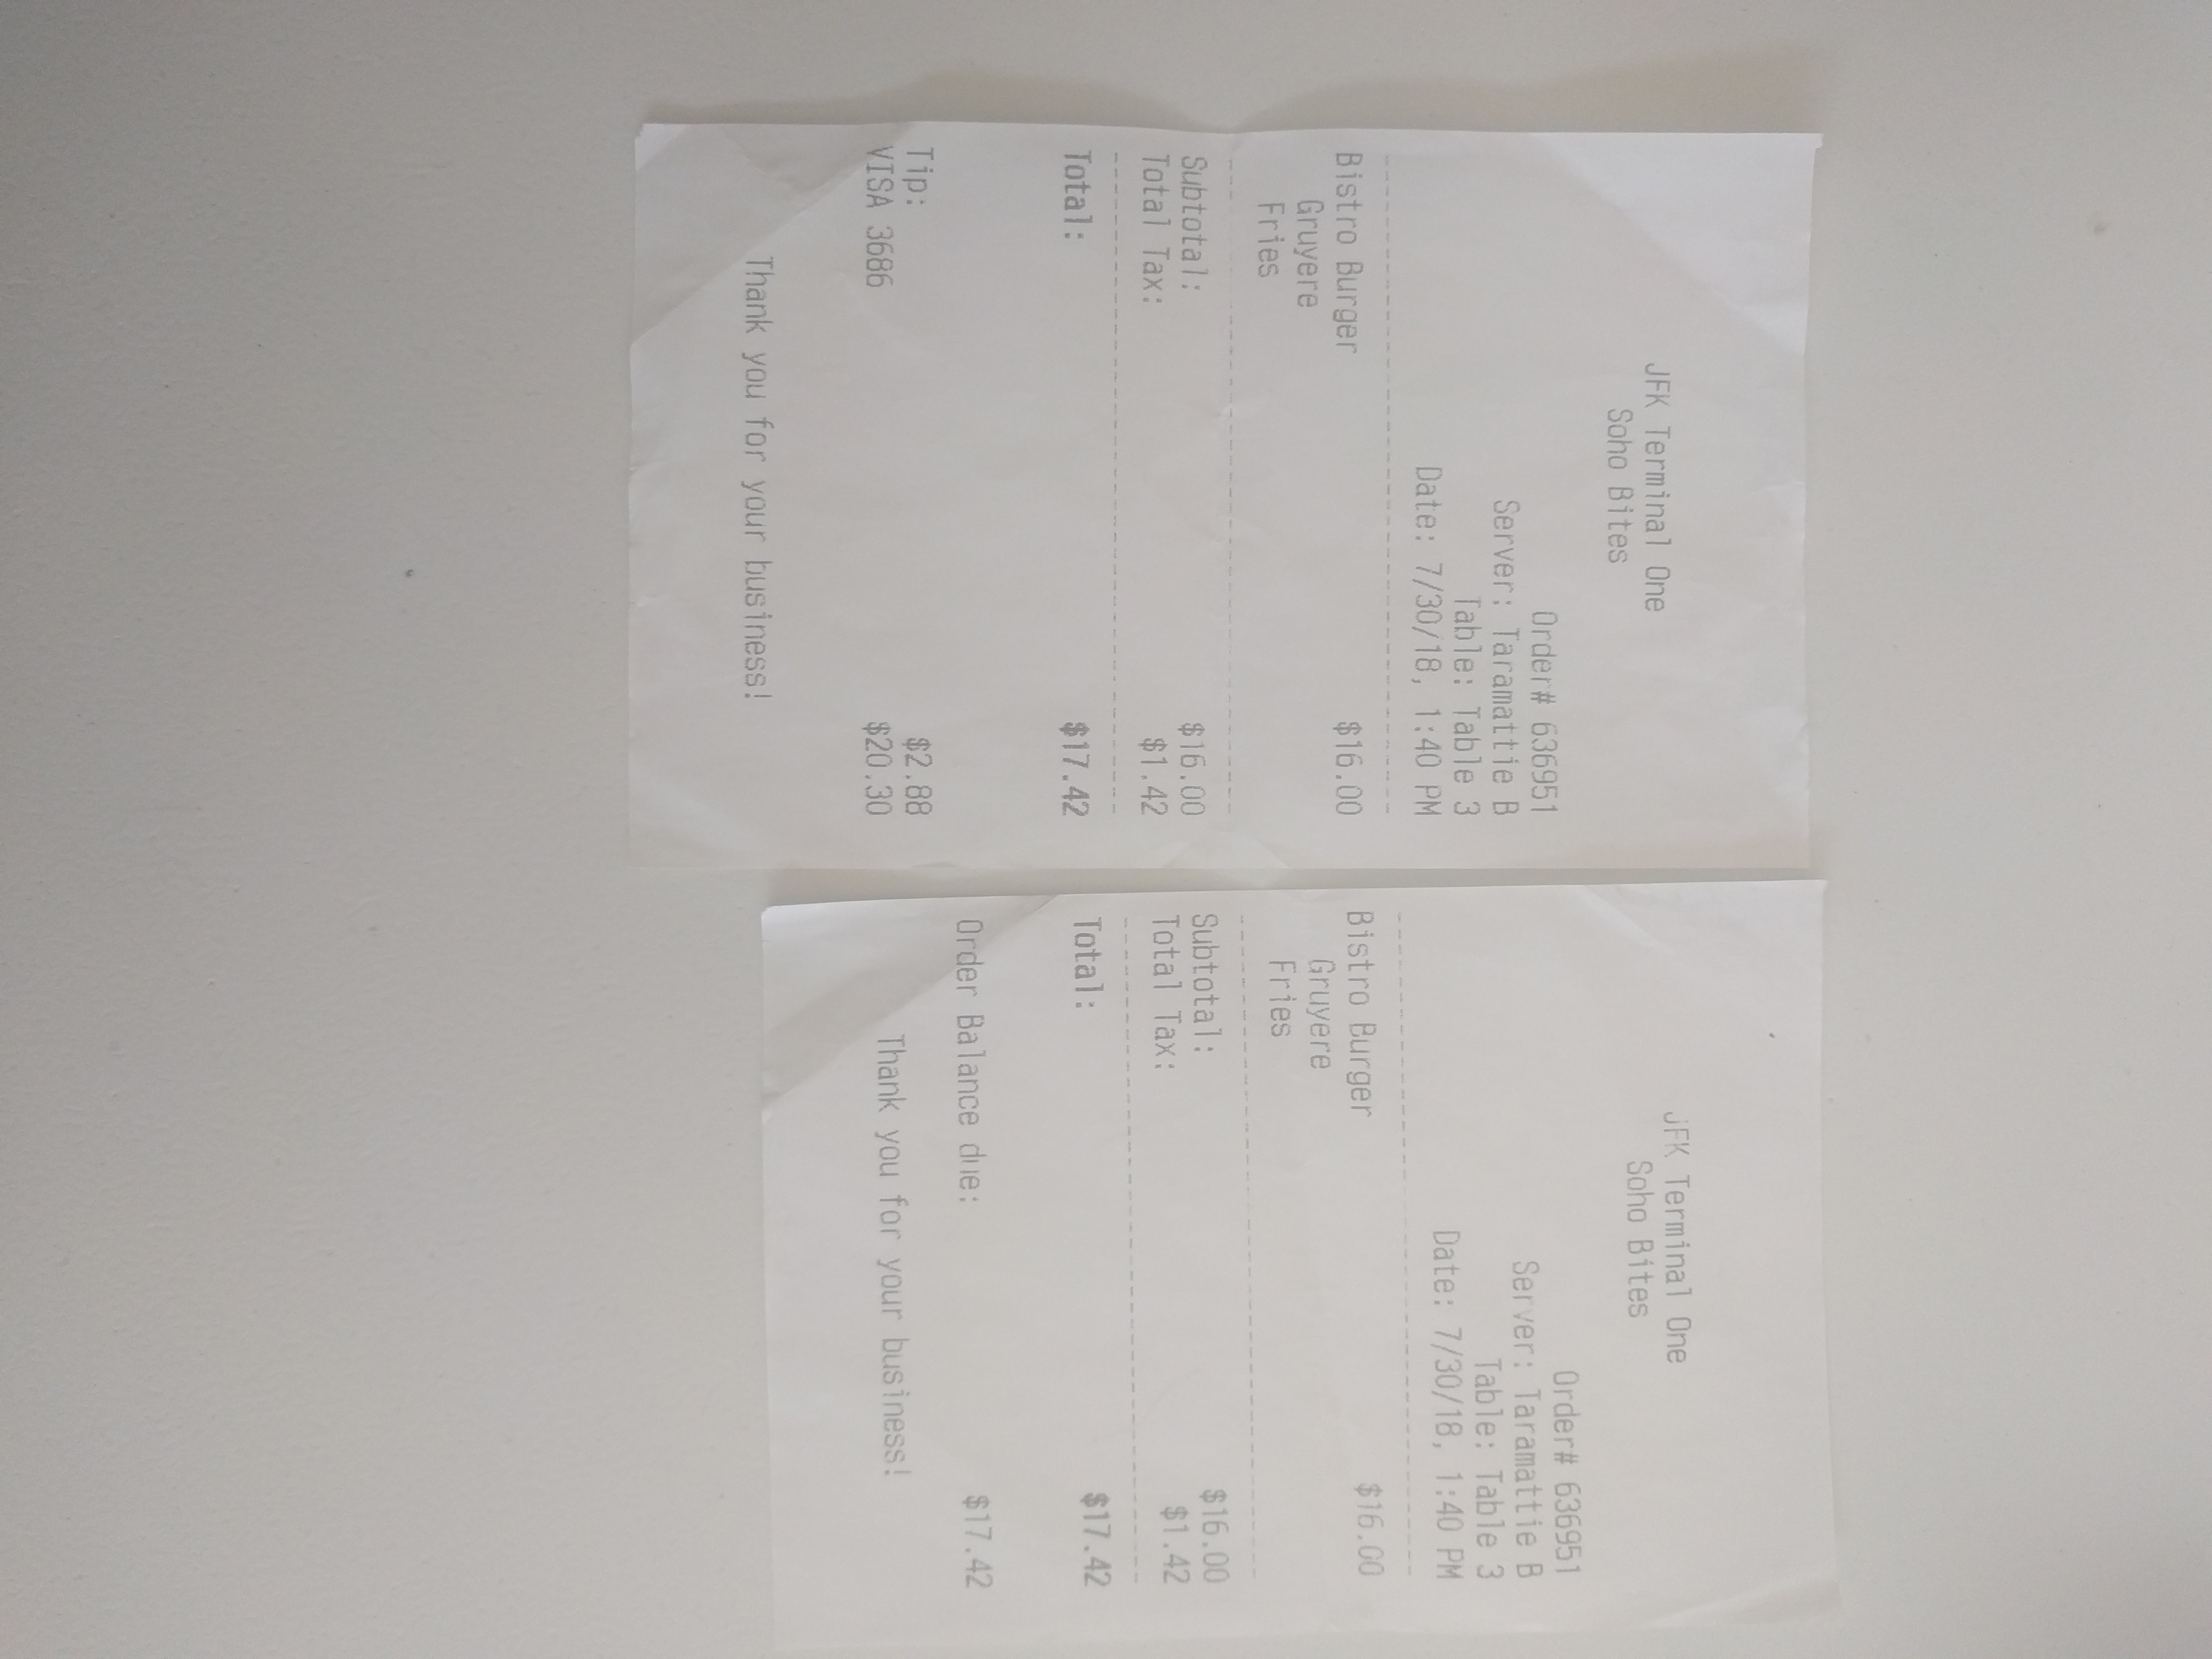 JFK Terminal One
Soho Bites
Order# 636951
Server: Taramattie B
Table: Table 3
Date: 7/30/18, 1:40 PM
Bistro Burger $16.00
Gruyere
Fries
Subtotal: $16.00
Total Tax: $1.42
Total: $17.42
Tip: $2.88
VISA 3686 $20.30
Thank you for your business!
JFK Terminal One
Soho Bites
Order# 636951
Server: Taramattie B
Table: Table 3
Date: 7/30/18, 1:40 PM
Bistro Burger $16.00
Gruyere
Fries
Subtotal: $16.00
Total Tax: $1.42
Total: $17.42
Order Balance due: $17.42
Thank you for your business!